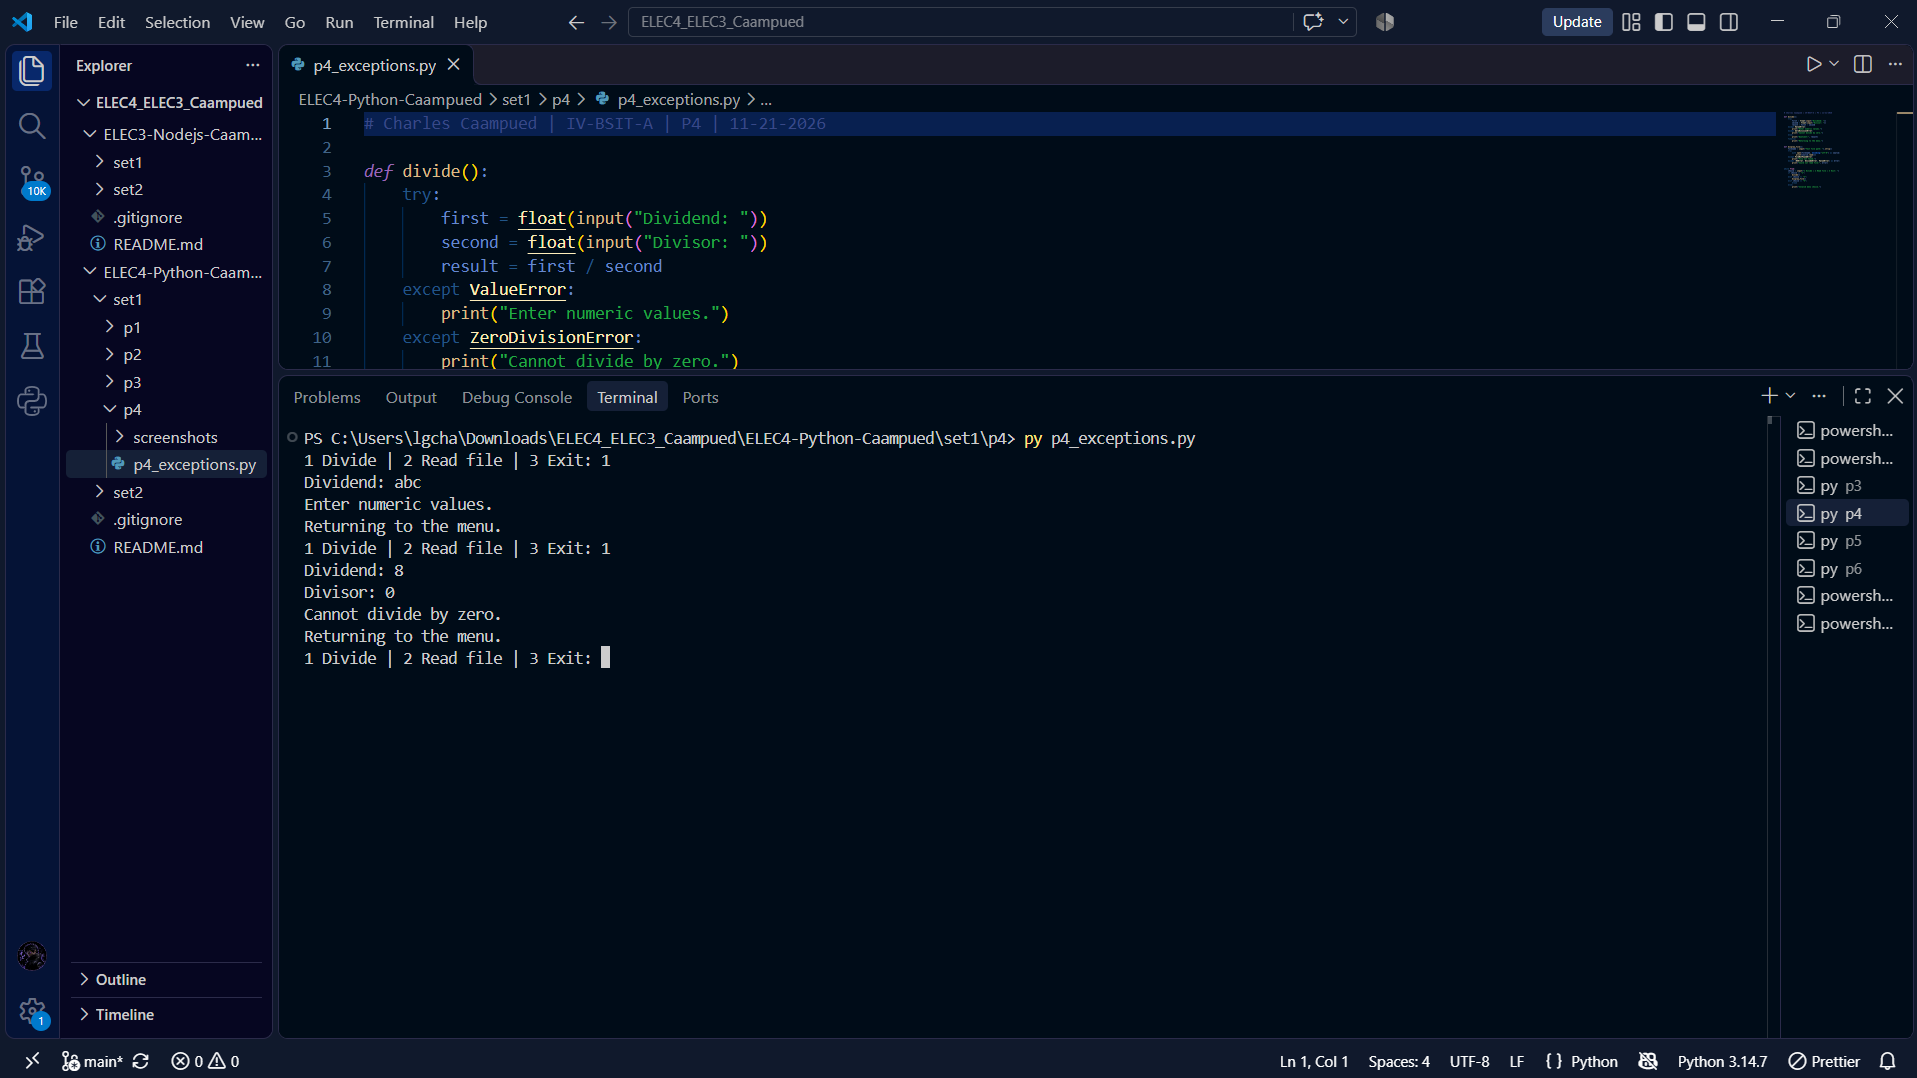 File Edit Selection View Go Run Terminal Help
ELEC4_ELEC3_Caampued
Update
Explorer
ELEC4_ELEC3_Caampued
ELEC3-Nodejs-Caam...
set1
set2
.gitignore
README.md
ELEC4-Python-Caam...
set1
p1
p2
p3
p4
screenshots
p4_exceptions.py
set2
.gitignore
README.md
Outline
Timeline
10K
1
p4_exceptions.py
ELEC4-Python-Caampued > set1 > p4 > p4_exceptions.py > ...
1 # Charles Caampued | IV-BSIT-A | P4 | 11-21-2026
2
3 def divide():
4 try:
5 first = float(input("Dividend: "))
6 second = float(input("Divisor: "))
7 result = first / second
8 except ValueError:
9 print("Enter numeric values.")
10 except ZeroDivisionError:
11 print("Cannot divide by zero.")
Problems Output Debug Console Terminal Ports
PS C:\Users\lgcha\Downloads\ELEC4_ELEC3_Caampued\ELEC4-Python-Caampued\set1\p4> py p4_exceptions.py
1 Divide | 2 Read file | 3 Exit: 1
Dividend: abc
Enter numeric values.
Returning to the menu.
1 Divide | 2 Read file | 3 Exit: 1
Dividend: 8
Divisor: 0
Cannot divide by zero.
Returning to the menu.
1 Divide | 2 Read file | 3 Exit:
powersh...
powersh...
py p3
py p4
py p5
py p6
powersh...
powersh...
main* 0 0
Ln 1, Col 1 Spaces: 4 UTF-8 LF {} Python Python 3.14.7 Prettier